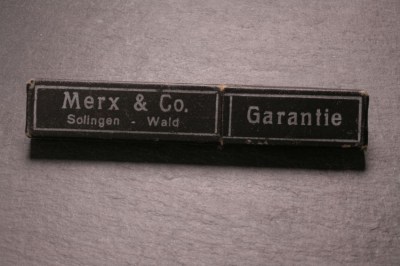 Merx & Co.
Solingen - Wald
Garantie